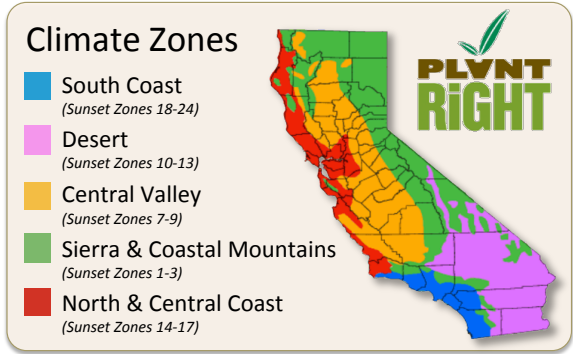 Climate Zones
South Coast
(Sunset Zones 18-24)
Desert
(Sunset Zones 10-13)
Central Valley
(Sunset Zones 7-9)
Sierra & Coastal Mountains
(Sunset Zones 1-3)
North & Central Coast
(Sunset Zones 14-17)
PLANT
RiGHT